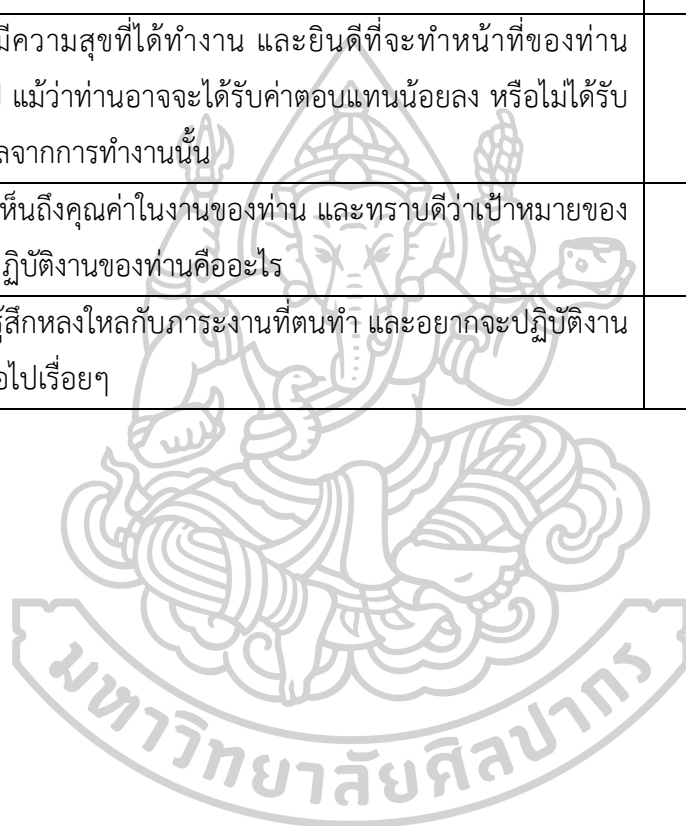 มีความสุขที่ได้ทำงาน และยินดีที่จะทำหน้าที่ของท่าน
แม้ว่าท่านอาจจะได้รับค่าตอบแทนน้อยลง หรือไม่ได้รับ
จากการทำงานนั้น
เห็นถึงคุณค่าในงานของท่าน และทราบดีว่าเป้าหมายของ
ฏิบัติงานของท่านคืออะไร
สึกหลงใหลกับภาระงานที่ตนทำ และอยากจะปฏิบัติงาน
ไปเรื่อยๆ
มหาวิทยาลัยศิลปากร